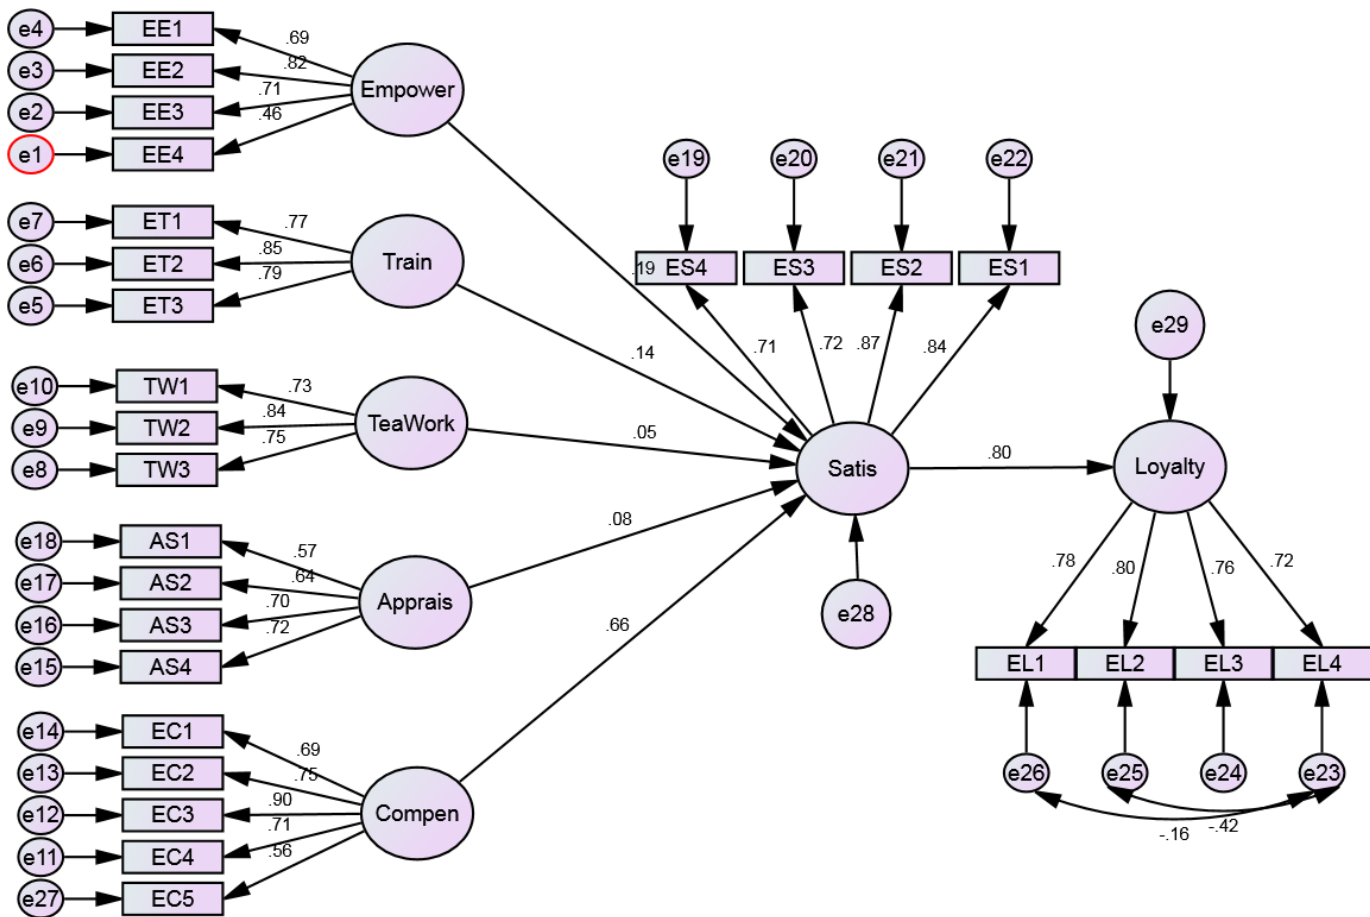 e4
EE1
.69
e3
EE2
.82
Empower
e2
EE3
.71
e1
EE4
.46
e7
ET1
.77
e6
ET2
.85
Train
e5
ET3
.79
e10
TW1
.73
e9
TW2
.84
TeaWork
e8
TW3
.75
e18
AS1
.57
e17
AS2
.64
Apprais
e16
AS3
.70
e15
AS4
.72
e14
EC1
.69
e13
EC2
.75
e12
EC3
.90
Compen
e11
EC4
.71
e27
EC5
.56
.19
.14
.05
.08
.66
e19
e20
e21
e22
ES4
ES3
ES2
ES1
.71
.72
.87
.84
Satis
e28
.80
e29
Loyalty
.78
.80
.76
.72
EL1
EL2
EL3
EL4
e26
e25
e24
e23
-.16
-.42